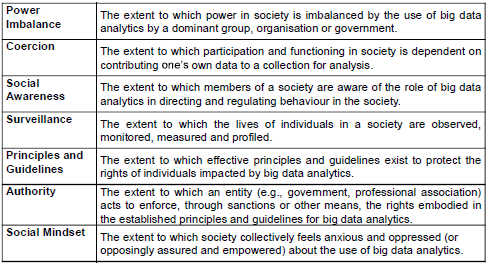 Power
Imbalance
The extent to which power in society is imbalanced by the use of big data
analytics by a dominant group, organisation or government.
Coercion
The extent to which participation and functioning in society is dependent on
contributing one's own data to a collection for analysis.
Social
Awareness
The extent to which members of a society are aware of the role of big data
analytics in directing and regulating behaviour in the society.
Surveillance
The extent to which the lives of individuals in a society are observed,
monitored, measured and profiled.
Principles and
Guidelines
The extent to which effective principles and guidelines exist to protect the
rights of individuals impacted by big data analytics.
Authority
The extent to which an entity (e.g., government, professional association)
acts to enforce, through sanctions or other means, the rights embodied in
the established principles and guidelines for big data analytics.
Social Mindset
The extent to which society collectively feels anxious and oppressed (or
opposingly assured and empowered) about the use of big data analytics.